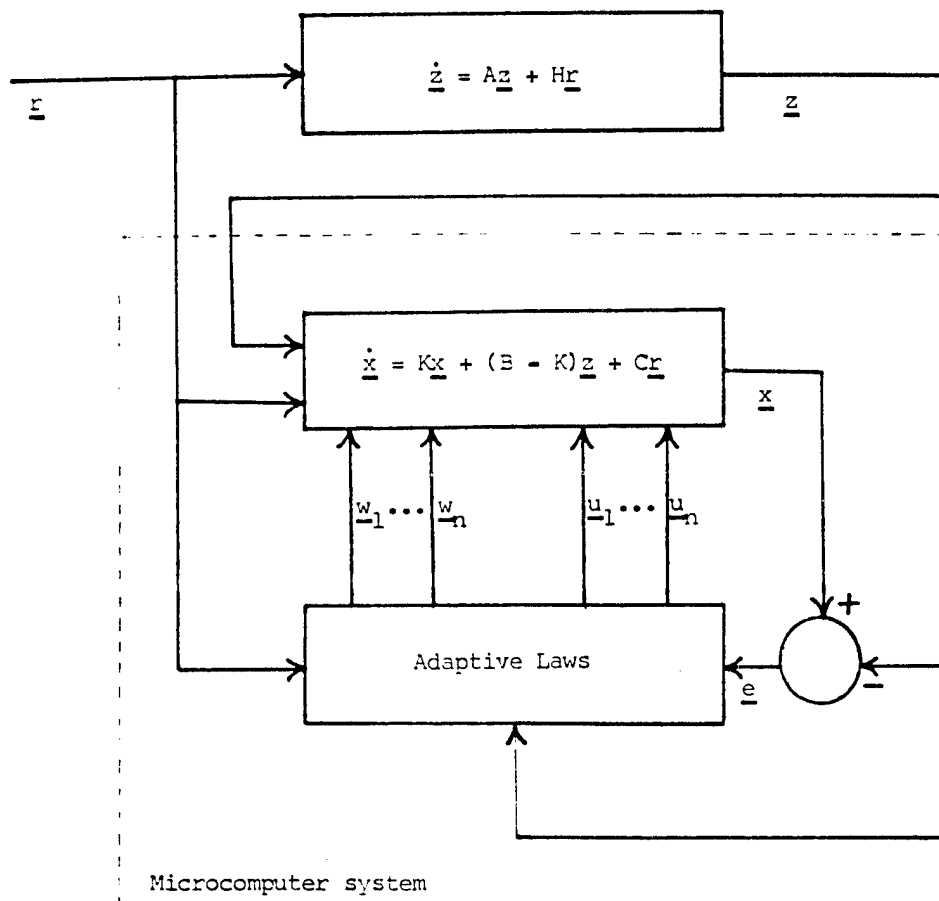 ż = Az + Hr
r
z
ẋ = Kx + (B - K)z + Cr
x
w1 ••• wn u1 ••• un
+
Adaptive Laws
e
-
Microcomputer system